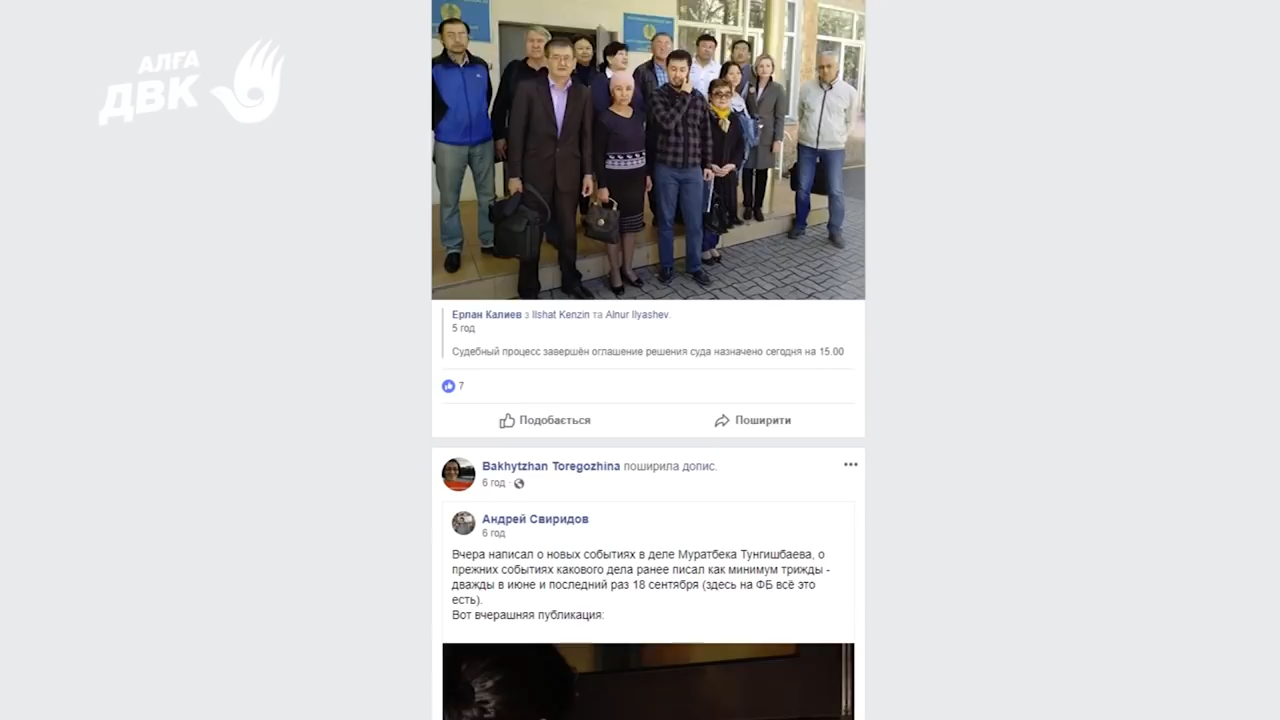 АЛҒА
ДВК
Ерлан Калиев з Ilshat Kenzin та Alnur Ilyashev.
5 год
Судебный процесс завершён оглашение решения суда назначено сегодня на 15.00
7
Подобається
Поширити
Bakhytzhan Toregozhina поширила допис.
6 год ·
Андрей Свиридов
6 год
Вчера написал о новых событиях в деле Муратбека Тунгишбаева, о
прежних событиях какового дела ранее писал как минимум трижды -
дважды в июне и последний раз 18 сентября (здесь на ФБ всё это
есть).
Вот вчерашняя публикация: